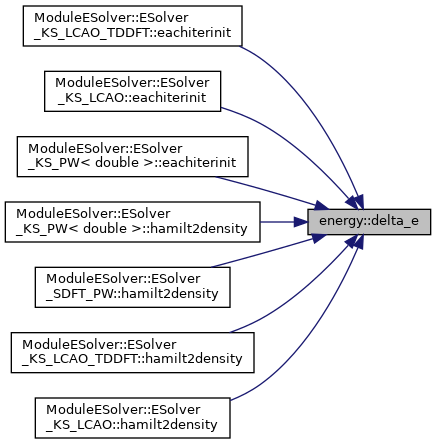 ModuleESolver::ESolver
_KS_LCAO_TDDFT::eachiterinit
ModuleESolver::ESolver
_KS_LCAO::eachiterinit
ModuleESolver::ESolver
_KS_PW< double >::eachiterinit
ModuleESolver::ESolver
_KS_PW< double >::hamilt2density
energy::delta_e
ModuleESolver::ESolver
_SDFT_PW::hamilt2density
ModuleESolver::ESolver
_KS_LCAO_TDDFT::hamilt2density
ModuleESolver::ESolver
_KS_LCAO::hamilt2density